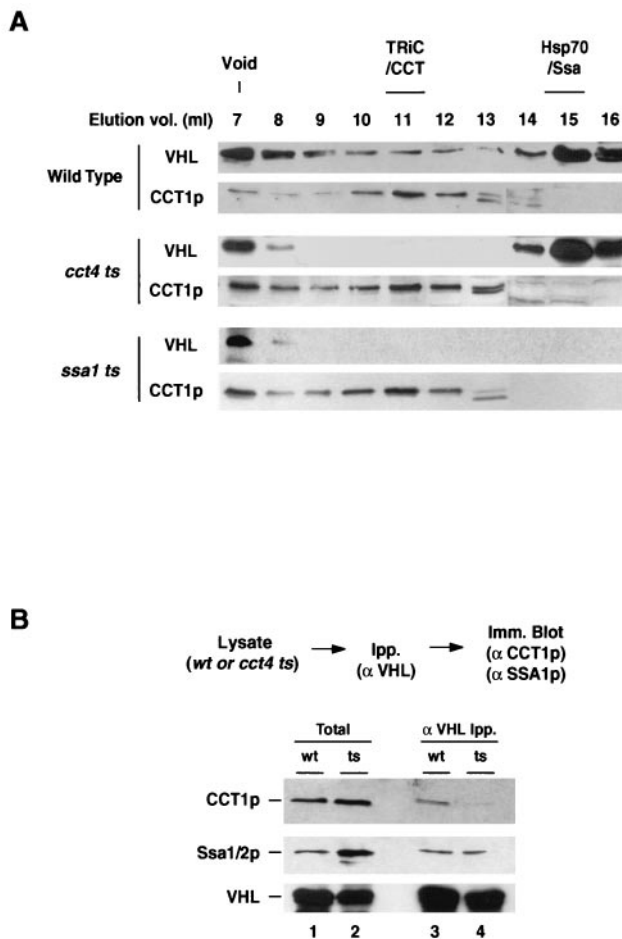 A
Void
TRiC
/CCT
Hsp70
/Ssa
Elution vol. (ml) 7 8 9 10 11 12 13 14 15 16
Wild Type
VHL
CCT1p
cct4 ts
VHL
CCT1p
ssa1 ts
VHL
CCT1p
B
Lysate
(wt or cct4 ts)
Ipp.
(α VHL)
Imm. Blot
(α CCT1p)
(α SSA1p)
Total
α VHL Ipp.
wt ts wt ts
CCT1p
Ssa1/2p
VHL
1 2 3 4